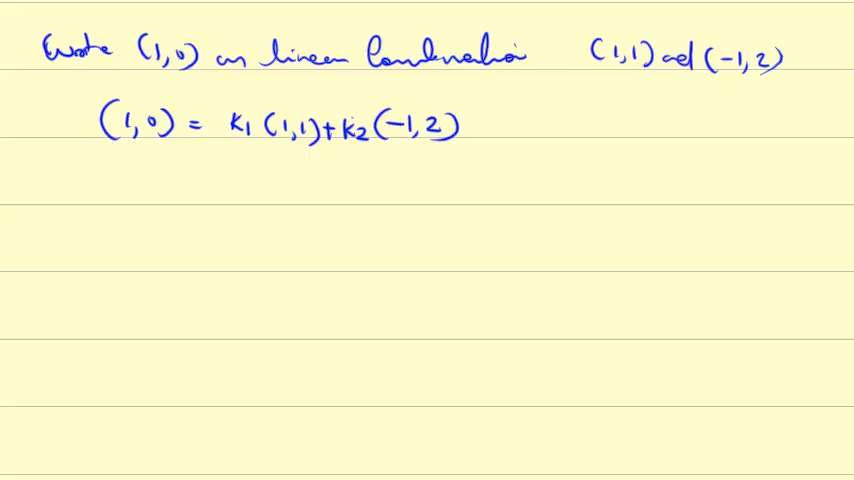 Write (1,0) as linear Combination (1,1) and (-1,2)
(1,0) = K1 (1,1) + K2 (-1,2)